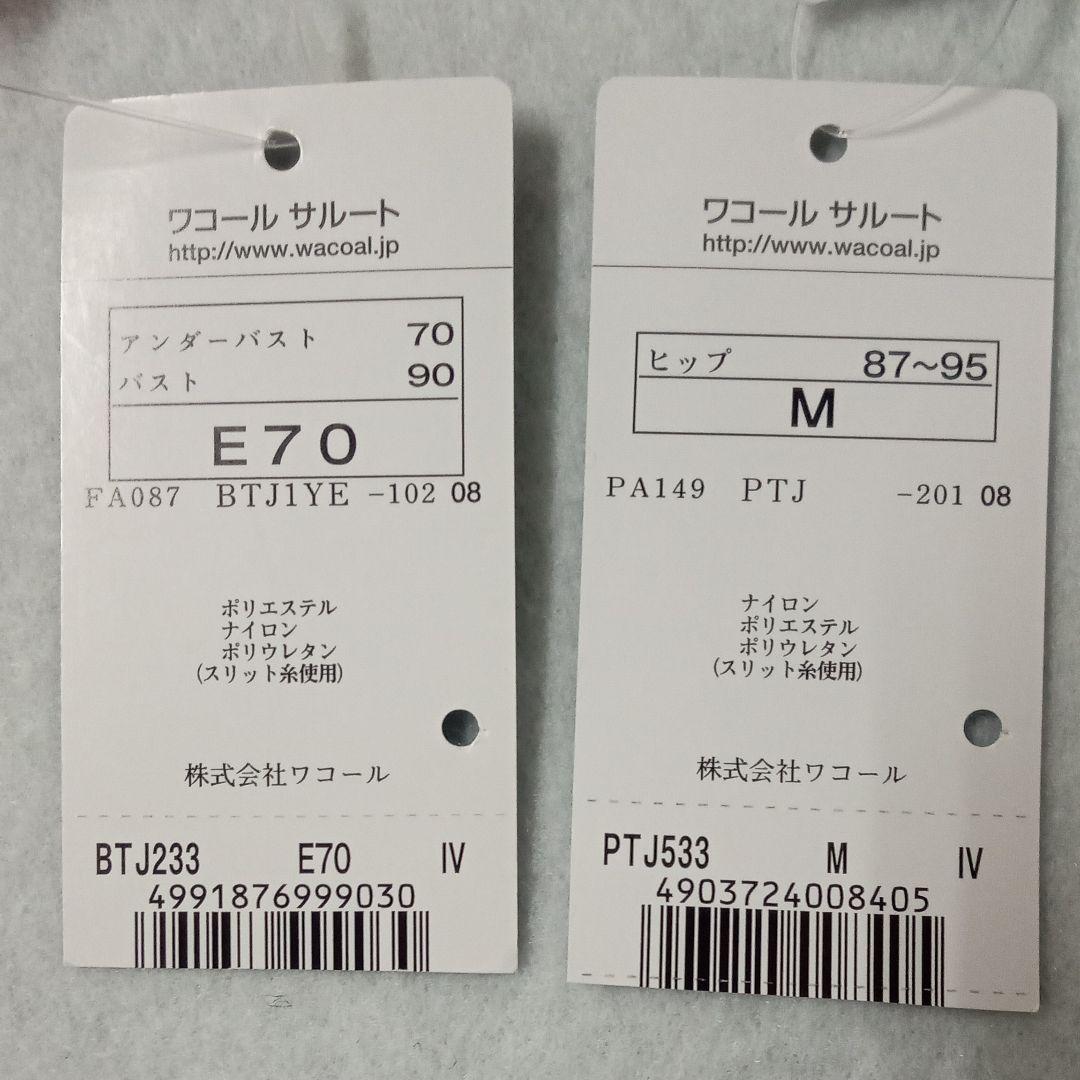 ワコール サルート
http://www.wacoal.jp
アンダーバスト 70
バスト 90
E70
FA087 BTJ1YE -102 08
ポリエステル
ナイロン
ポリウレタン
(スリット糸使用)
株式会社ワコール
BTJ233 E70 IV
4991876999030
ワコール サルート
http://www.wacoal.jp
ヒップ 87~95
M
PA149 PTJ -201 08
ナイロン
ポリエステル
ポリウレタン
(スリット糸使用)
株式会社ワコール
PTJ533 M IV
4903724008405